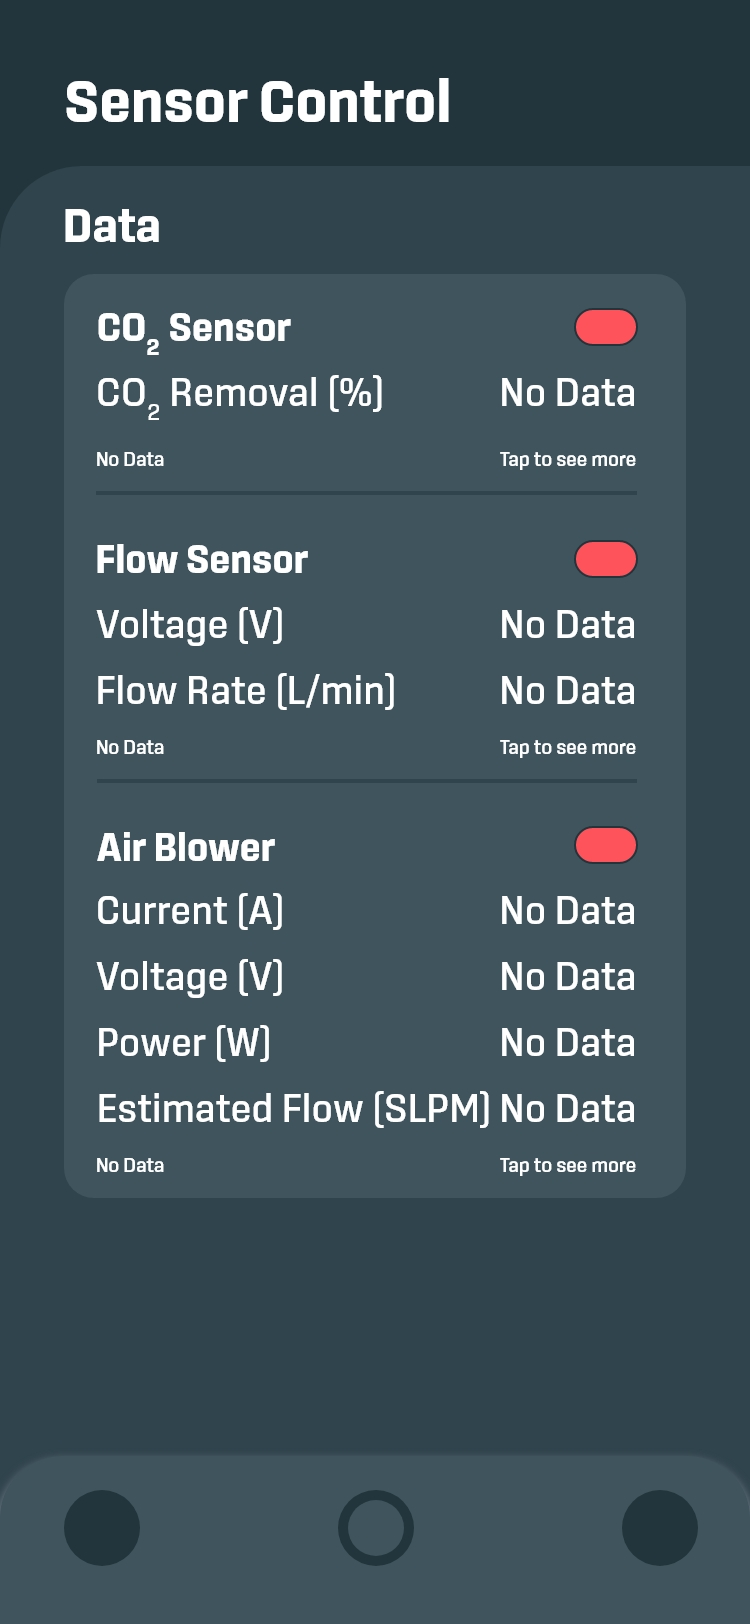 Sensor Control
Data
CO₂ Sensor
CO₂ Removal (%) No Data
No Data Tap to see more
Flow Sensor
Voltage (V) No Data
Flow Rate (L/min) No Data
No Data Tap to see more
Air Blower
Current (A) No Data
Voltage (V) No Data
Power (W) No Data
Estimated Flow (SLPM) No Data
No Data Tap to see more